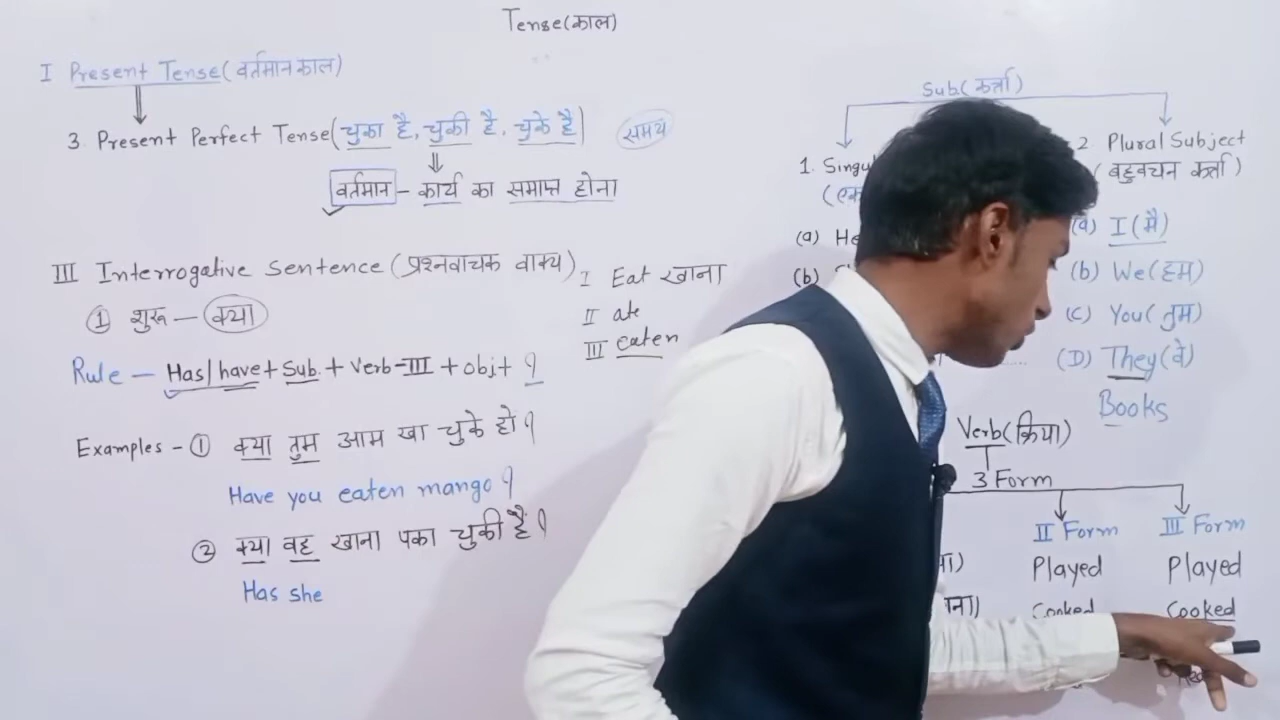 Tense(काल)
I Present Tense(वर्तमान काल)
3. Present Perfect Tense(चुका है, चुकी है, चुके है) समय
वर्तमान - कार्य का समाप्त होना
III Interrogative Sentence (प्रश्नवाचक वाक्य)
① शुरू - क्या
Rule - Has/have + Sub. + Verb-III + obj + ?
Examples - ① क्या तुम आम खा चुके हो ?
Have you eaten mango ?
② क्या वह खाना पका चुकी है ?
Has she
I Eat खाना
II ate
III eaten
Sub(कर्त्ता)
1. Singu
(एक
(a) He
(b)
2 Plural Subject
(बहुवचन कर्त्ता)
(a) I (मै)
(b) We(हम)
(C) You(तुम)
(D) They(वे)
Books
Verb(क्रिया)
3 Form
II Form III Form
Played Played
Cooked Cooked